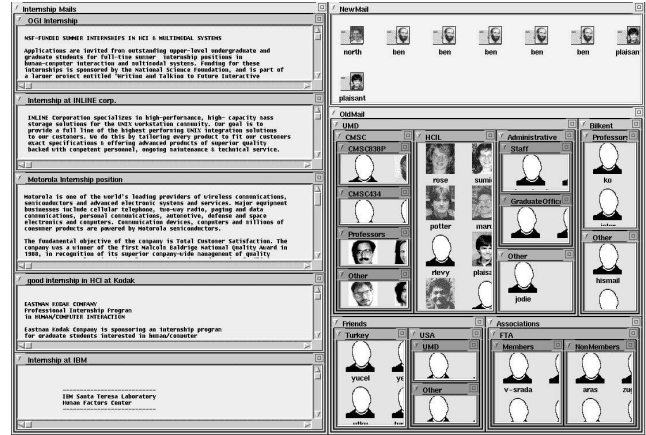 Internship Mails
OGI Internship
NSF-FUNDED SUMMER INTERNSHIPS IN HCI & MULTIMODAL SYSTEMS
Applications are invited from outstanding upper-level undergraduate and
graduate students for full-time summer internship positions in
human-computer interaction and multimodal systems. Funding for these
internships is sponsored by the National Science Foundation, and is part of
a larger project entitled "Writing and Talking to Future Interactive
Internship at INLINE corp.
INLINE Corporation specializes in high-performance, high- capacity mass
storage solutions for the UNIX workstation community. Our goal is to
provide a full line of the highest performing UNIX integration solutions
to our customers. We do this by tailoring every product to fit our customers
exact specifications & offering advanced products of superior quality
backed with competent personnel, ongoing maintenance & technical service.
Motorola Internship position
Motorola is one of the world's leading providers of wireless communications,
semiconductors and advanced electronic systems and services. Major equipment
businesses include cellular telephone, two-way radio, paging and data
communications, personal communications, automotive, defense and space
electronics and computers. Communication devices, computers and millions of
consumer products are powered by Motorola semiconductors.
The fundamental objective of the company is Total Customer Satisfaction. The
company was a winner of the first Malcolm Baldrige National Quality Award in
1988, in recognition of its superior company-wide management of quality
good internship in HCI at Kodak
EASTMAN KODAK COMPANY
Professional Internship Program
in HUMAN/COMPUTER INTERACTION
Eastman Kodak Company is sponsoring an internship program
for graduate students interested in human/computer
Internship at IBM
IBM Santa Teresa Laboratory
Human Factors Center
NewMail
north ben ben ben ben ben plaisan
plaisant
OldMail
UMD
CMSC
CMSC838P
CMSC434
Professors
Other
HCIL
rose sumi
potter marc
rlevy plaisa
Administrative
Staff
GraduateOffic
Other
jodie
Bilkent
Professors
ko
Other
hismail
Friends
Turkey
yucel ye
USA
UMD
Other
Associations
FTA
Members
v-srada
NonMembers
aras zug